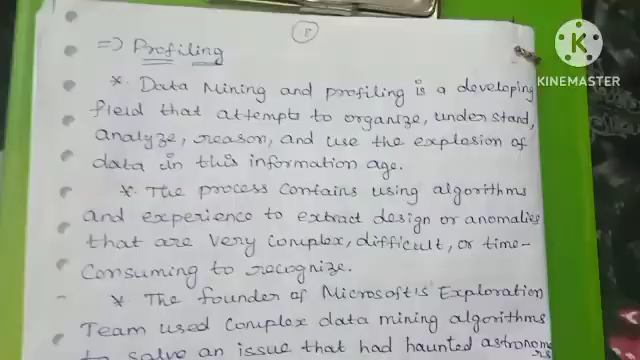 =) Profiling
* Data Mining and profiling is a developing
field that attempts to organize, understand,
analyze, reason, and use the explosion of
data in this information age.
* The process contains using algorithms
and experience to extract design or anomalies
that are very complex, difficult, or time-
consuming to recognize.
* The founder of Microsoft's Exploration
Team used complex data mining algorithms
to solve an issue that had haunted
K
KINEMASTER